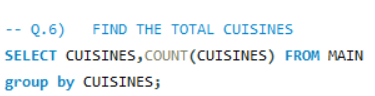 -- Q.6)   FIND THE TOTAL CUISINES
SELECT CUISINES,COUNT(CUISINES) FROM MAIN
group by CUISINES;